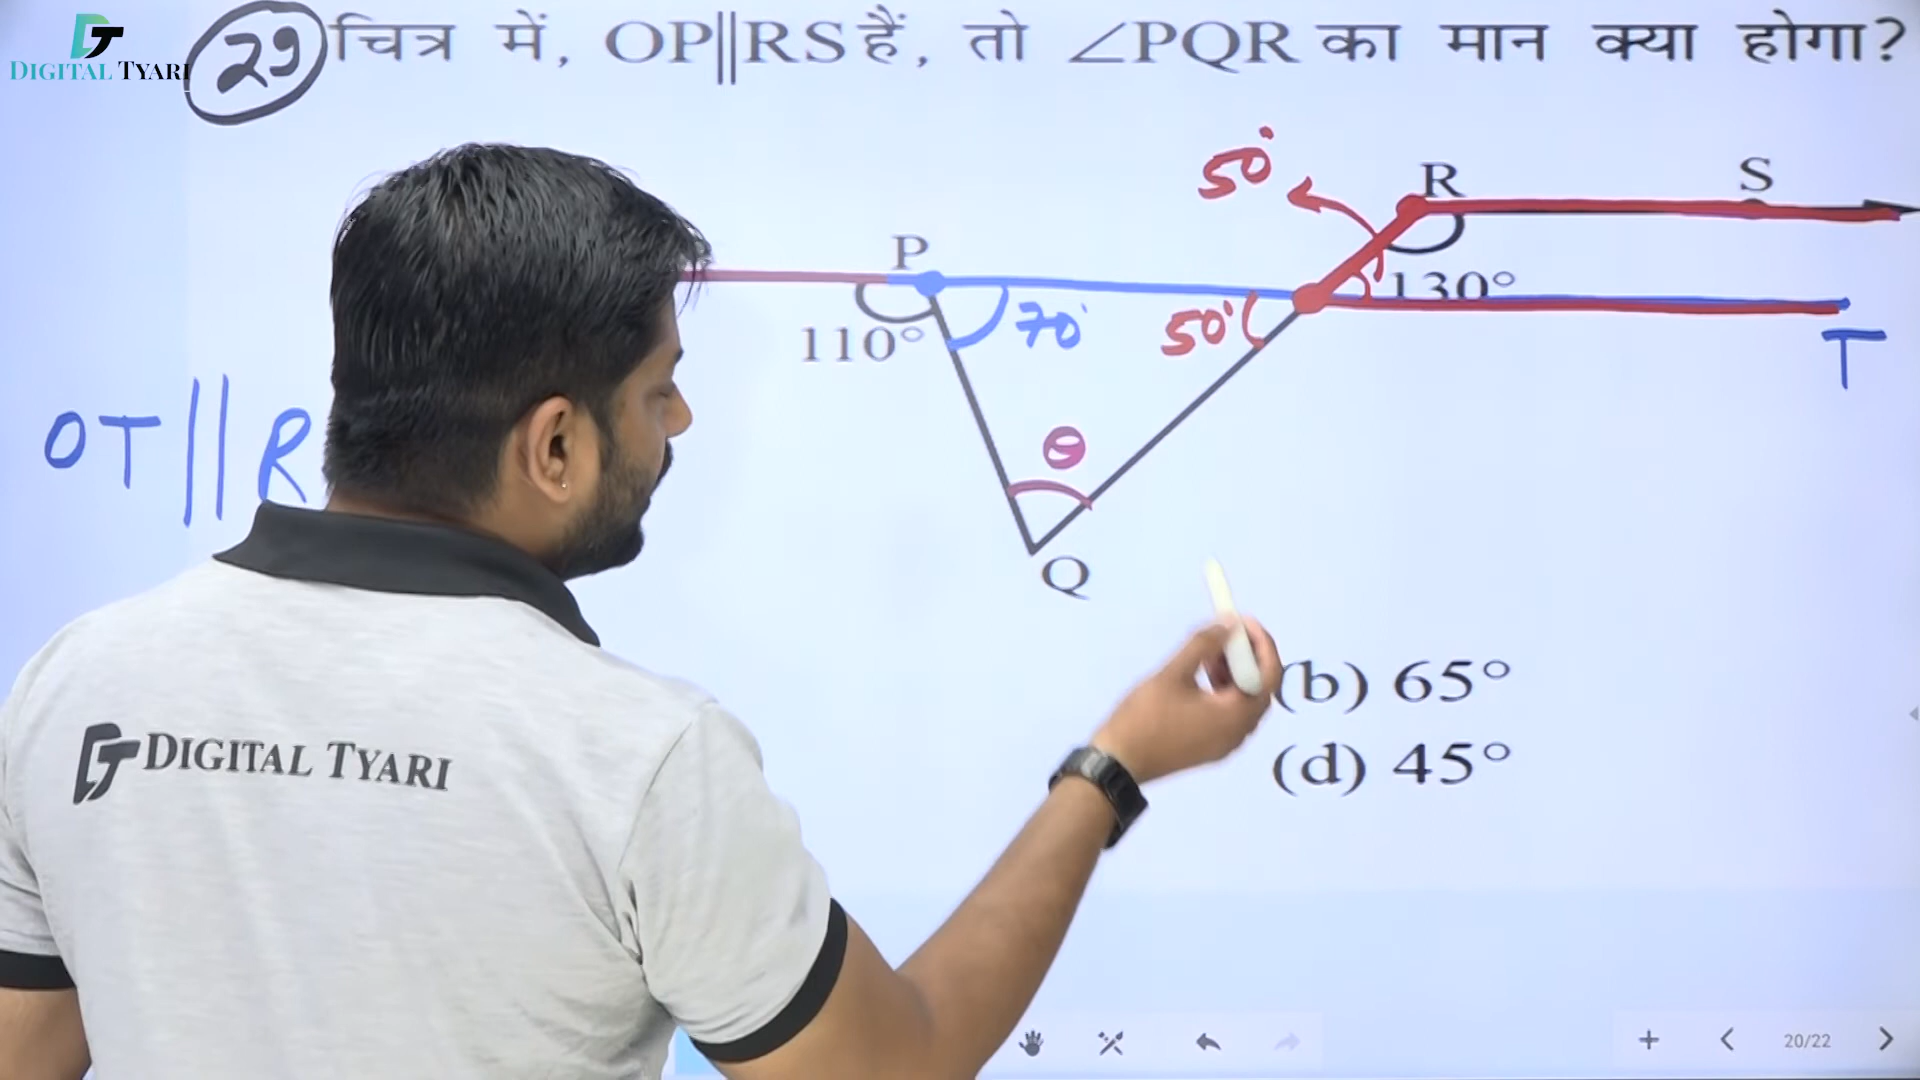 DIGITAL TYARI
29 चित्र में, OP||RS हैं, तो ∠PQR का मान क्या होगा?
50°
R
S
P
130°
110°
70°
50°
T
OT || R
θ
Q
(b) 65°
(d) 45°
DIGITAL TYARI
20/22